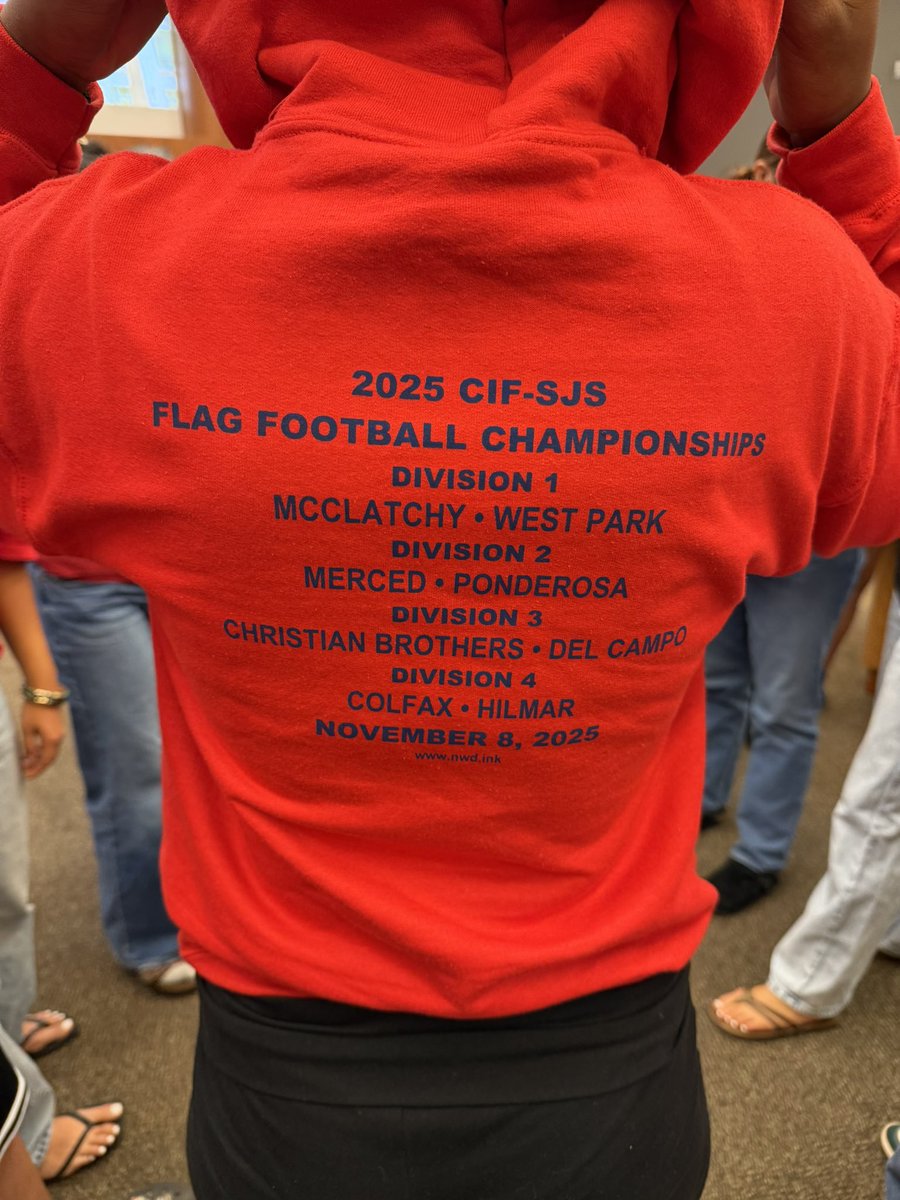 2025 CIF-SJS
FLAG FOOTBALL CHAMPIONSHIPS
DIVISION 1
MCCLATCHY • WEST PARK
DIVISION 2
MERCED • PONDEROSA
DIVISION 3
CHRISTIAN BROTHERS • DEL CAMPO
DIVISION 4
COLFAX • HILMAR
NOVEMBER 8, 2025
www.nwd.ink